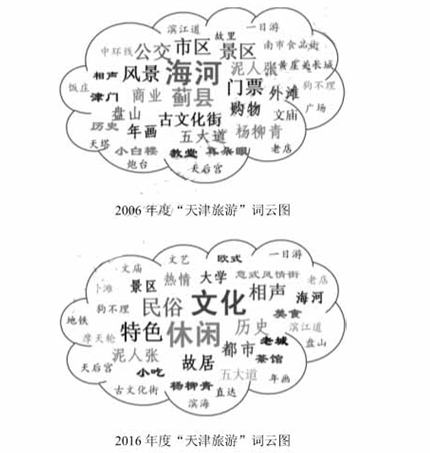 滨江道 故里 一日游
中环线 公交 市区 景区 南市食品街
相声 风景 海河 泥人张 黄崖关长城
饭庄 津门 商业 蓟县 门票 外滩 狗不理
盘山 古文化街 购物 文庙 广场
历史 年画 五大道 杨柳青
天塔 小白楼 教堂 老店
炮台 天后宫
2006 年度“天津旅游”词云图
文庙 文艺 欧式 一日游
景区 热情 大学 意式风情街 老店
狗不理 民俗 文化 相声 海河
地铁 特色 休闲 历史 美食 滨江道
摩天轮 泥人张 故居 都市 老城 盘山
天后宫 小吃 五大道 茶馆
古文化街 杨柳青 直达 年画
滨海
2016 年度“天津旅游”词云图